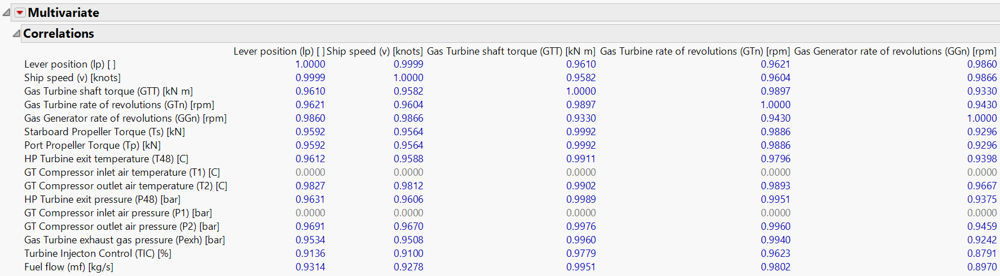 Multivariate
Correlations
Lever position (lp) [ ] Ship speed (v) [knots] Gas Turbine shaft torque (GTT) [kN m] Gas Turbine rate of revolutions (GTn) [rpm] Gas Generator rate of revolutions (GGn) [rpm]
Lever position (lp) [ ] 1.0000 0.9999 0.9610 0.9621 0.9860
Ship speed (v) [knots] 0.9999 1.0000 0.9582 0.9604 0.9866
Gas Turbine shaft torque (GTT) [kN m] 0.9610 0.9582 1.0000 0.9897 0.9330
Gas Turbine rate of revolutions (GTn) [rpm] 0.9621 0.9604 0.9897 1.0000 0.9430
Gas Generator rate of revolutions (GGn) [rpm] 0.9860 0.9866 0.9330 0.9430 1.0000
Starboard Propeller Torque (Ts) [kN] 0.9592 0.9564 0.9992 0.9886 0.9296
Port Propeller Torque (Tp) [kN] 0.9592 0.9564 0.9992 0.9886 0.9296
HP Turbine exit temperature (T48) [C] 0.9612 0.9588 0.9911 0.9796 0.9398
GT Compressor inlet air temperature (T1) [C] 0.0000 0.0000 0.0000 0.0000 0.0000
GT Compressor outlet air temperature (T2) [C] 0.9827 0.9812 0.9902 0.9893 0.9667
HP Turbine exit pressure (P48) [bar] 0.9631 0.9606 0.9989 0.9951 0.9375
GT Compressor inlet air pressure (P1) [bar] 0.0000 0.0000 0.0000 0.0000 0.0000
GT Compressor outlet air pressure (P2) [bar] 0.9691 0.9670 0.9976 0.9960 0.9459
Gas Turbine exhaust gas pressure (Pexh) [bar] 0.9534 0.9508 0.9960 0.9940 0.9242
Turbine Injecton Control (TIC) [%] 0.9136 0.9100 0.9779 0.9623 0.8791
Fuel flow (mf) [kg/s] 0.9314 0.9278 0.9951 0.9802 0.8970